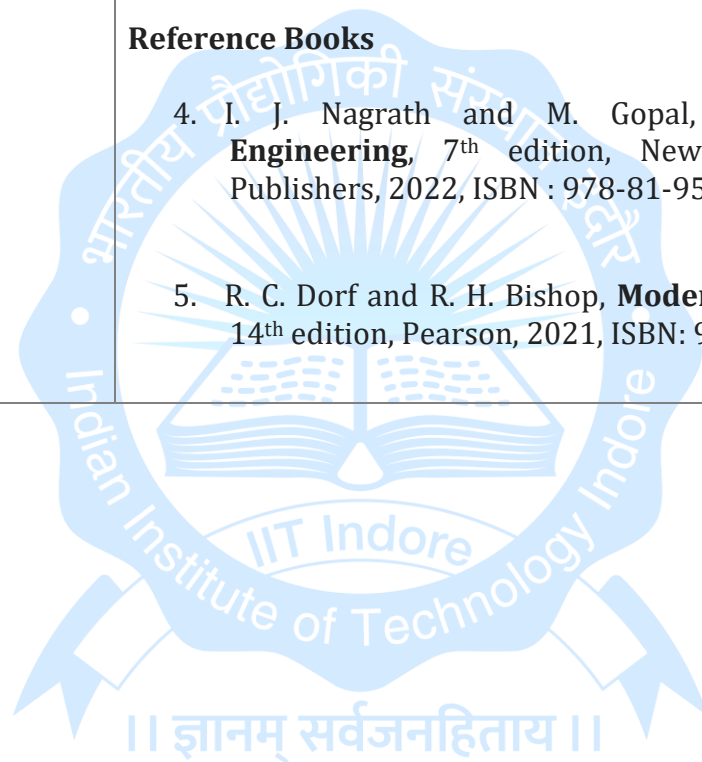 Reference Books
4. I. J. Nagrath and M. Gopal,
Engineering, 7th edition, New
Publishers, 2022, ISBN : 978-81-95
5. R. C. Dorf and R. H. Bishop,
14th edition, Pearson, 2021, ISBN: 9
भारतीय प्रौद्योगिकी संस्थान इंदौर
Indian Institute of Technology Indore
IIT Indore
।। ज्ञानम् सर्वजनहिताय ।।